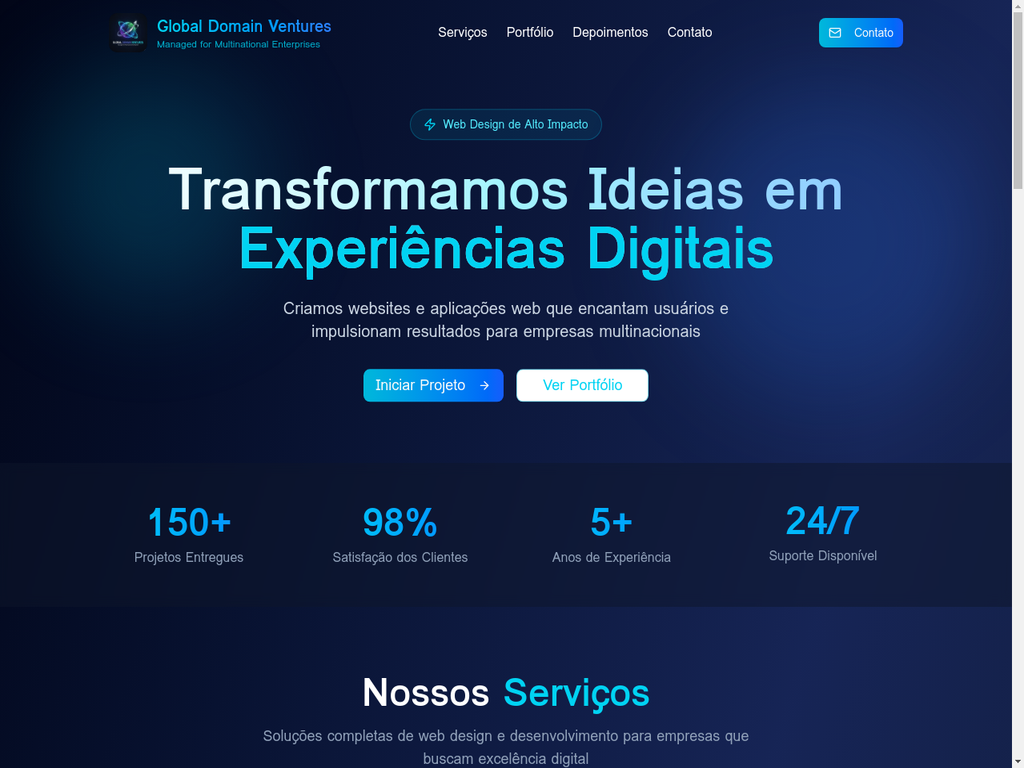 Global Domain Ventures
Managed for Multinational Enterprises
Serviços
Portfólio
Depoimentos
Contato
Contato
Web Design de Alto Impacto
Transformamos Ideias em
Experiências Digitais
Criamos websites e aplicações web que encantam usuários e
impulsionam resultados para empresas multinacionais
Iniciar Projeto
Ver Portfólio
150+
Projetos Entregues
98%
Satisfação dos Clientes
5+
Anos de Experiência
24/7
Suporte Disponível
Nossos Serviços
Soluções completas de web design e desenvolvimento para empresas que
buscam excelência digital